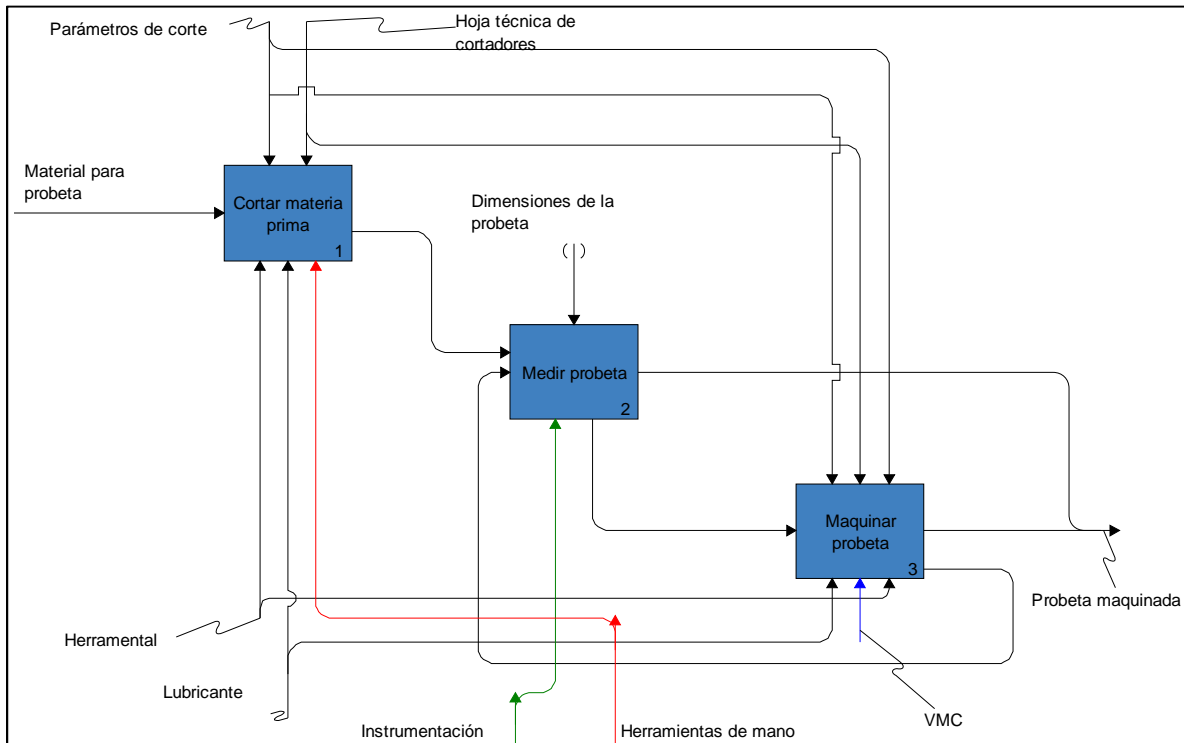 Parámetros de corte
Hoja técnica de
cortadores
Material para
probeta
Cortar materia
prima
1
Dimensiones de la
probeta
Medir probeta
2
Maquinar
probeta
3
Probeta maquinada
Herramental
Lubricante
Instrumentación
Herramientas de mano
VMC